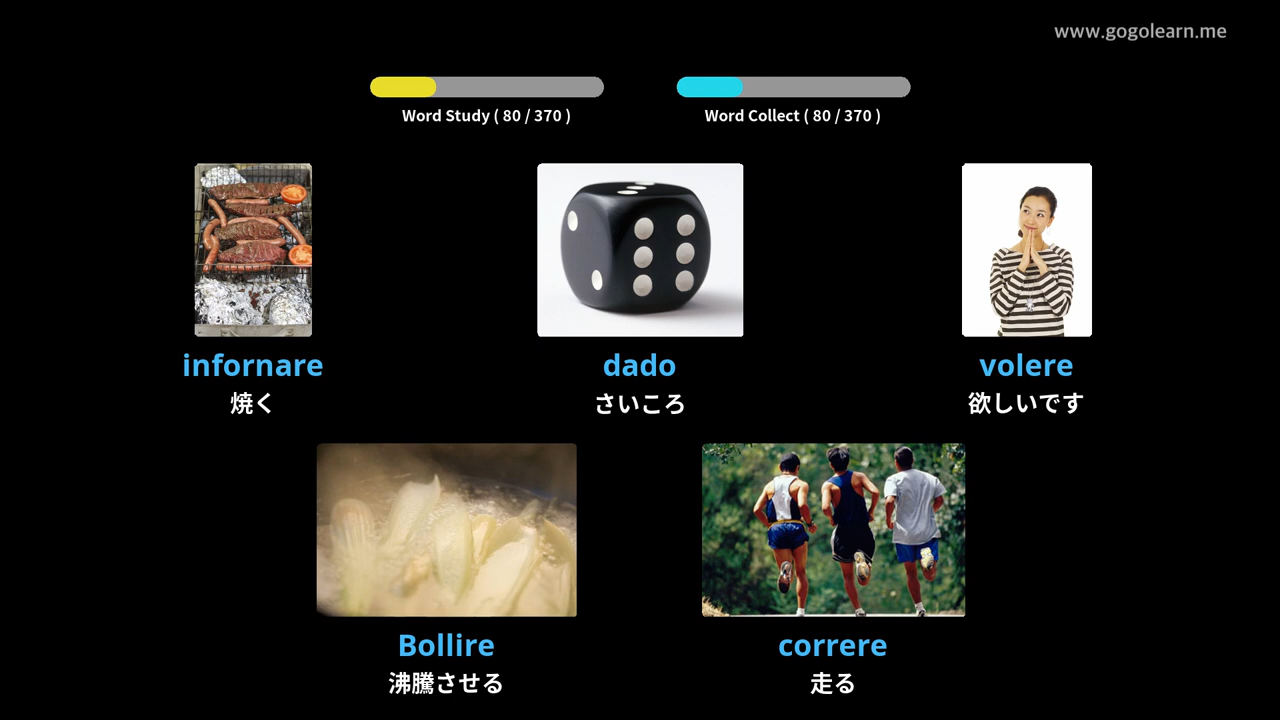 www.gogolearn.me
Word Study ( 80 / 370 )
Word Collect ( 80 / 370 )
infornare
焼く
dado
さいころ
volere
欲しいです
Bollire
沸騰させる
correre
走る